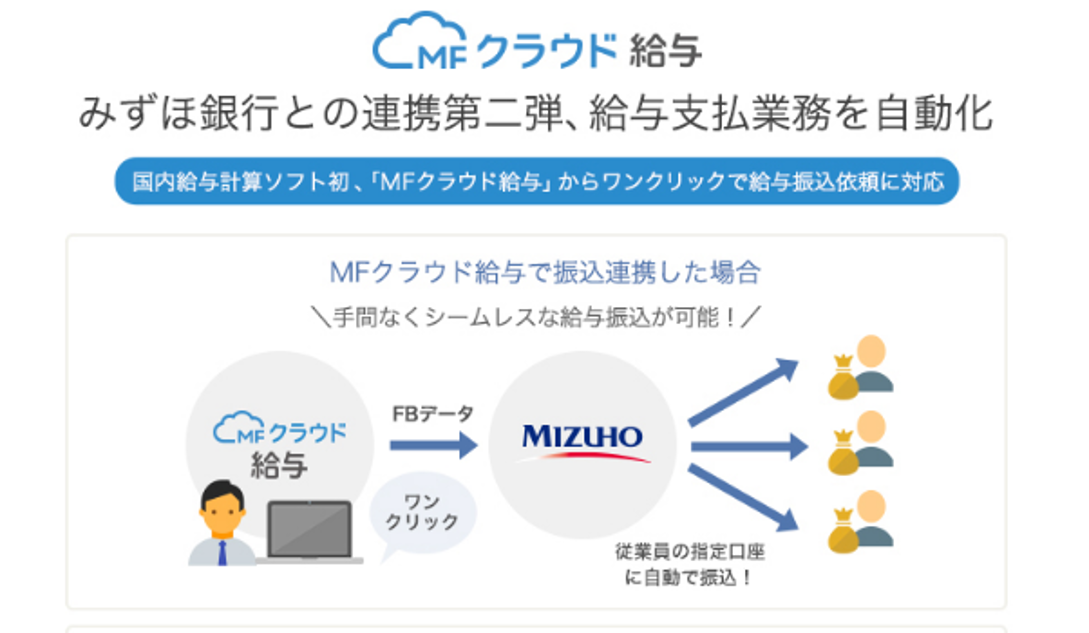 MFクラウド 給与
みずほ銀行との連携第二弾、給与支払業務を自動化
国内給与計算ソフト初、「MFクラウド給与」からワンクリックで給与振込依頼に対応
MFクラウド給与で振込連携した場合
＼手間なくシームレスな給与振込が可能！／
MFクラウド
給与
FBデータ
ワン
クリック
MIZUHO
従業員の指定口座
に自動で振込！